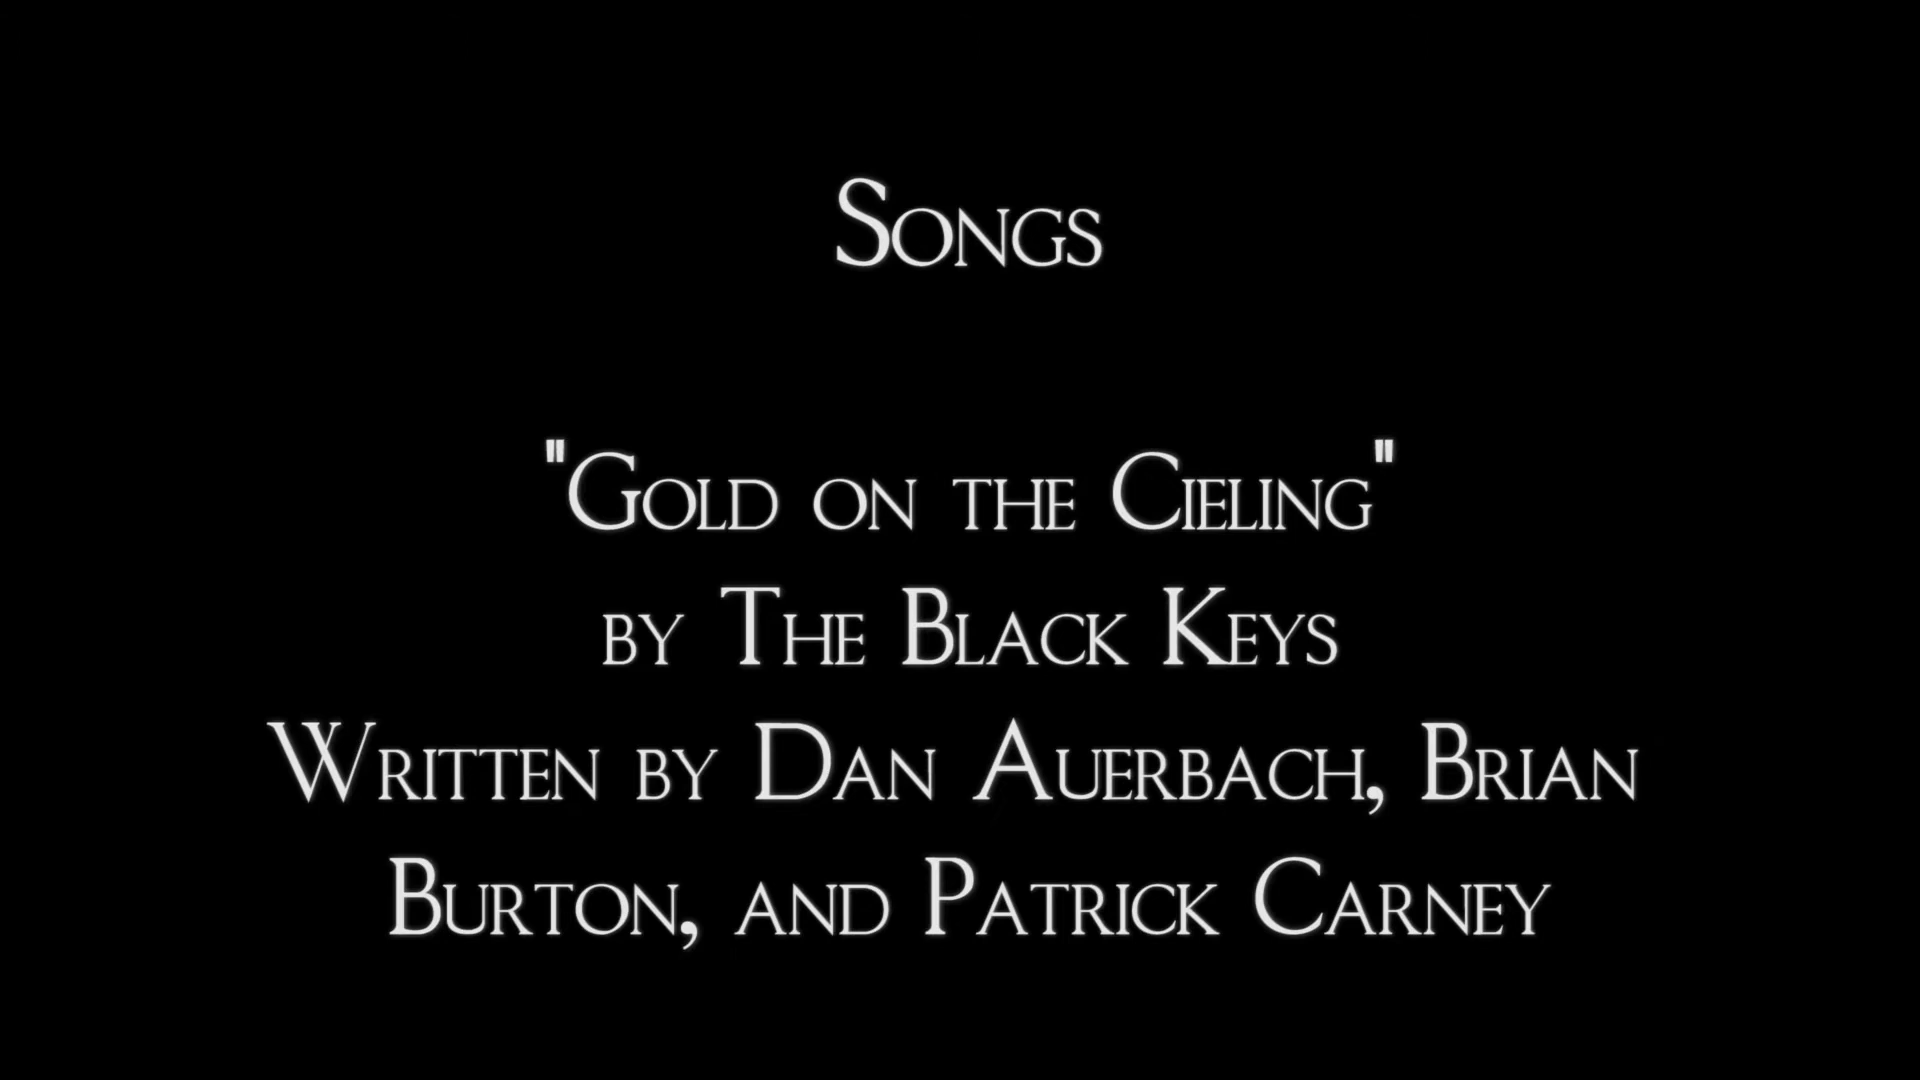 Songs
"Gold on the Cieling"
by The Black Keys
Written by Dan Auerbach, Brian
Burton, and Patrick Carney